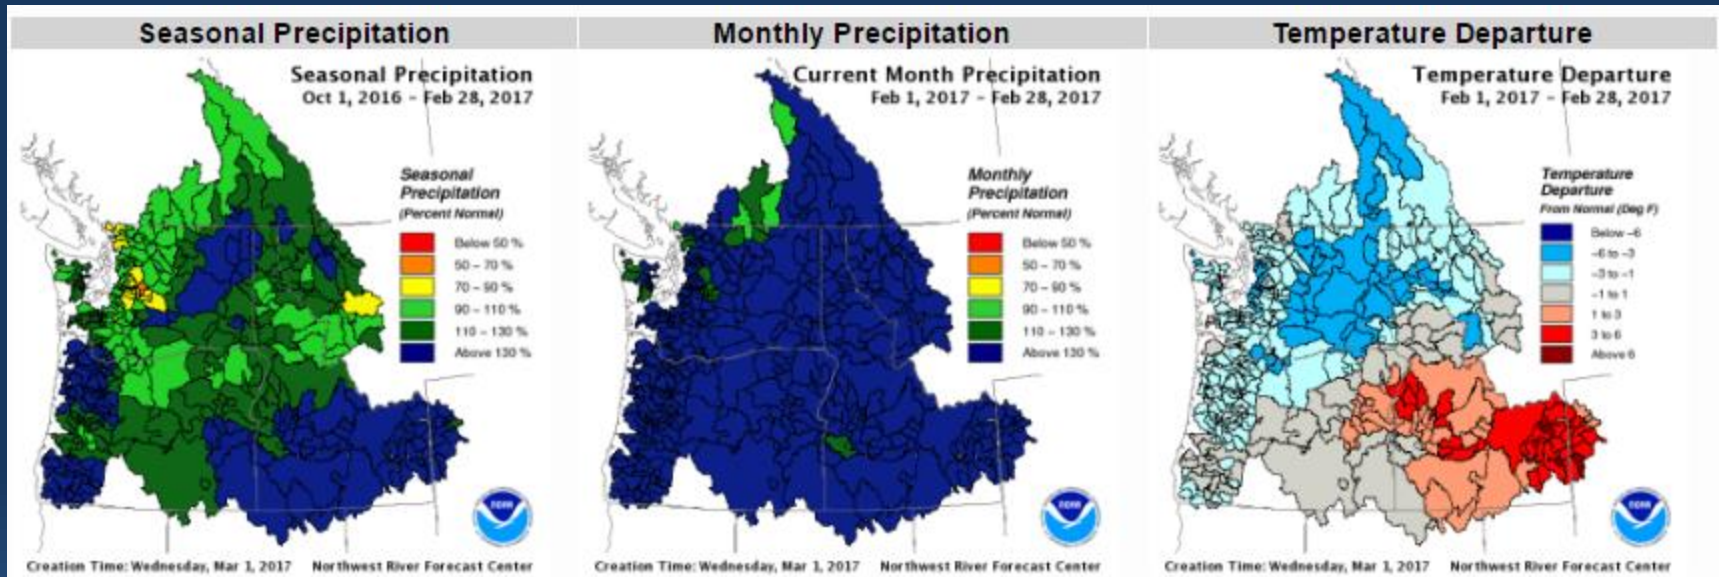 Seasonal Precipitation
Seasonal Precipitation
Oct 1, 2016 - Feb 28, 2017
Seasonal
Precipitation
(Percent Normal)
Below 50 %
50 - 70 %
70 - 90 %
90 - 110 %
110 - 130 %
Above 130 %
NOAA
Creation Time: Wednesday, Mar 1, 2017 Northwest River Forecast Center
Monthly Precipitation
Current Month Precipitation
Feb 1, 2017 - Feb 28, 2017
Monthly
Precipitation
(Percent Normal)
Below 50 %
50 - 70 %
70 - 90 %
90 - 110 %
110 - 130 %
Above 130 %
NOAA
Creation Time: Wednesday, Mar 1, 2017 Northwest River Forecast Center
Temperature Departure
Temperature Departure
Feb 1, 2017 - Feb 28, 2017
Temperature
Departure
From Normal (Deg F)
Below -6
-6 to -3
-3 to -1
-1 to 1
1 to 3
3 to 6
Above 6
NOAA
Creation Time: Wednesday, Mar 1, 2017 Northwest River Forecast Center